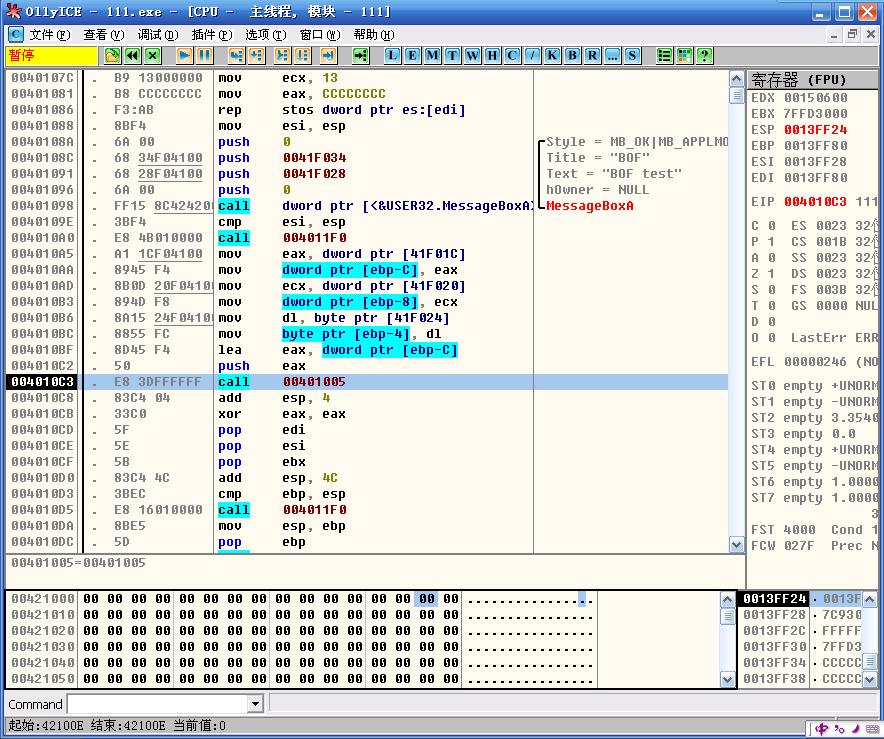 OllyICE - 111.exe - [CPU - 主线程, 模块 - 111]
C 文件(F) 查看(V) 调试(D) 插件(P) 选项(T) 窗口(W) 帮助(H)
暂停 L E M T W H C / K B R ... S ?
0040107C . B9 13000000 mov ecx, 13
00401081 . B8 CCCCCCCC mov eax, CCCCCCCC
00401086 . F3:AB rep stos dword ptr es:[edi]
00401088 . 8BF4 mov esi, esp
0040108A . 6A 00 push 0 Style = MB_OK|MB_APPLMO
0040108C . 68 34F04100 push 0041F034 Title = "BOF"
00401091 . 68 28F04100 push 0041F028 Text = "BOF test"
00401096 . 6A 00 push 0 hOwner = NULL
00401098 . FF15 8C42420 call dword ptr [<&USER32.MessageBoxA> MessageBoxA
0040109E . 3BF4 cmp esi, esp
004010A0 . E8 4B010000 call 004011F0
004010A5 . A1 1CF04100 mov eax, dword ptr [41F01C]
004010AA . 8945 F4 mov dword ptr [ebp-C], eax
004010AD . 8B0D 20F04100 mov ecx, dword ptr [41F020]
004010B3 . 894D F8 mov dword ptr [ebp-8], ecx
004010B6 . 8A15 24F04100 mov dl, byte ptr [41F024]
004010BC . 8855 FC mov byte ptr [ebp-4], dl
004010BF . 8D45 F4 lea eax, dword ptr [ebp-C]
004010C2 . 50 push eax
004010C3 . E8 3DFFFFFF call 00401005
004010C8 . 83C4 04 add esp, 4
004010CB . 33C0 xor eax, eax
004010CD . 5F pop edi
004010CE . 5E pop esi
004010CF . 5B pop ebx
004010D0 . 83C4 4C add esp, 4C
004010D3 . 3BEC cmp ebp, esp
004010D5 . E8 16010000 call 004011F0
004010DA . 8BE5 mov esp, ebp
004010DC . 5D pop ebp
00401005=00401005
寄存器 (FPU)
EDX 00150600
EBX 7FFD3000
ESP 0013FF24
EBP 0013FF80
ESI 0013FF28
EDI 0013FF80
EIP 004010C3 111
C 0 ES 0023 32
P 1 CS 001B 32
A 0 SS 0023 32
Z 1 DS 0023 32
S 0 FS 003B 32
T 0 GS 0000 NUL
D 0
O 0 LastErr ERR
EFL 00000246 (NO
ST0 empty +UNORM
ST1 empty -UNORM
ST2 empty 3.3540
ST3 empty 0.0
ST4 empty +UNORM
ST5 empty -UNORM
ST6 empty 1.0000
ST7 empty 1.0000
3
FST 4000 Cond 1
FCW 027F Prec N
00421000 00 00 00 00 00 00 00 00 00 00 00 00 00 00 00 00 ................
00421010 00 00 00 00 00 00 00 00 00 00 00 00 00 00 00 00 ................
00421020 00 00 00 00 00 00 00 00 00 00 00 00 00 00 00 00 ................
00421030 00 00 00 00 00 00 00 00 00 00 00 00 00 00 00 00 ................
00421040 00 00 00 00 00 00 00 00 00 00 00 00 00 00 00 00 ................
00421050 00 00 00 00 00 00 00 00 00 00 00 00 00 00 00 00 ................
0013FF24 0013F
0013FF28 7C930
0013FF2C FFFFF
0013FF30 7FFD3
0013FF34 CCCCC
0013FF38 CCCCC
Command
起始:42100E 结束:42100E 当前值:0 中